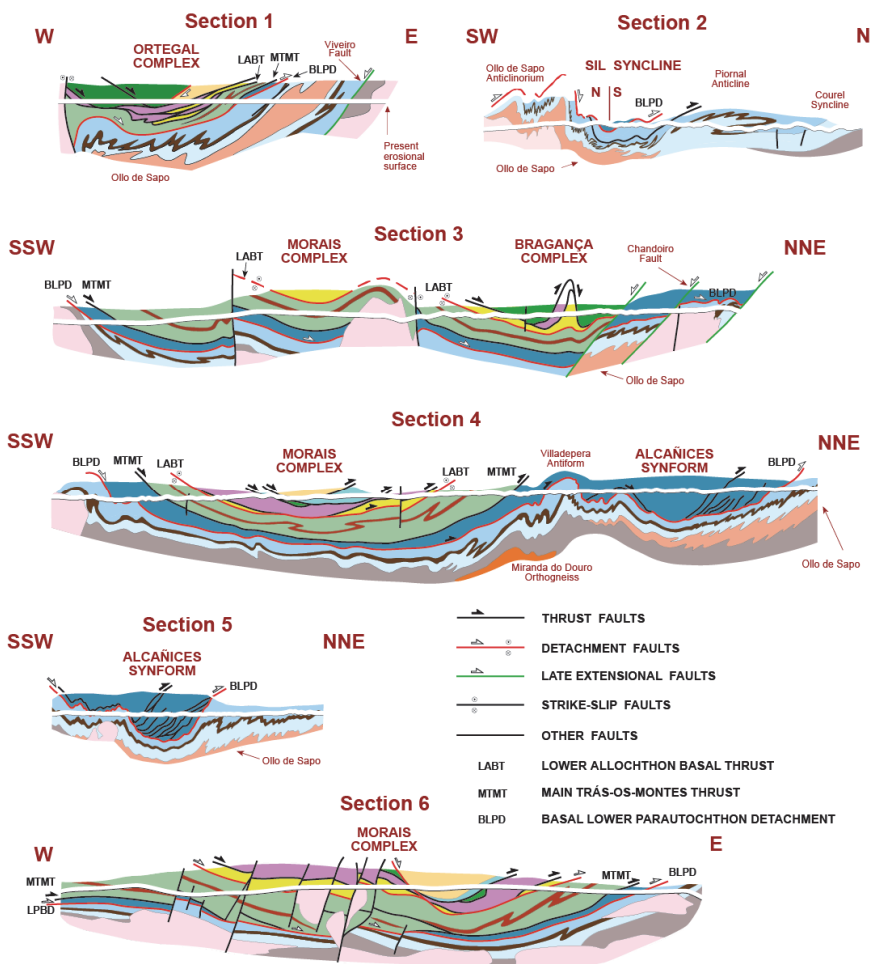 Section 1
W
E
ORTEGAL
COMPLEX
LABT
MTMT
BLPD
Viveiro
Fault
Present
erosional
surface
Ollo de Sapo
Section 2
SW
N
Ollo de Sapo
Anticlinorium
SIL SYNCLINE
N S
BLPD
Piornal
Anticline
Courel
Syncline
Ollo de Sapo
Section 3
SSW
NNE
BLPD
MTMT
LABT
MORAIS
COMPLEX
LABT
BRAGANÇA
COMPLEX
Chandoiro
Fault
BLPD
Ollo de Sapo
Section 4
SSW
NNE
BLPD
MTMT
LABT
MORAIS
COMPLEX
LABT
MTMT
Villadepera
Antiform
ALCAÑICES
SYNFORM
BLPD
Miranda do Douro
Orthogneiss
Ollo de Sapo
Section 5
SSW
NNE
ALCAÑICES
SYNFORM
BLPD
Ollo de Sapo
THRUST FAULTS
DETACHMENT FAULTS
LATE EXTENSIONAL FAULTS
STRIKE-SLIP FAULTS
OTHER FAULTS
LABT LOWER ALLOCHTHON BASAL THRUST
MTMT MAIN TRÁS-OS-MONTES THRUST
BLPD BASAL LOWER PARAUTOCHTHON DETACHMENT
Section 6
W
E
MORAIS
COMPLEX
MTMT
LPBD
MTMT
BLPD